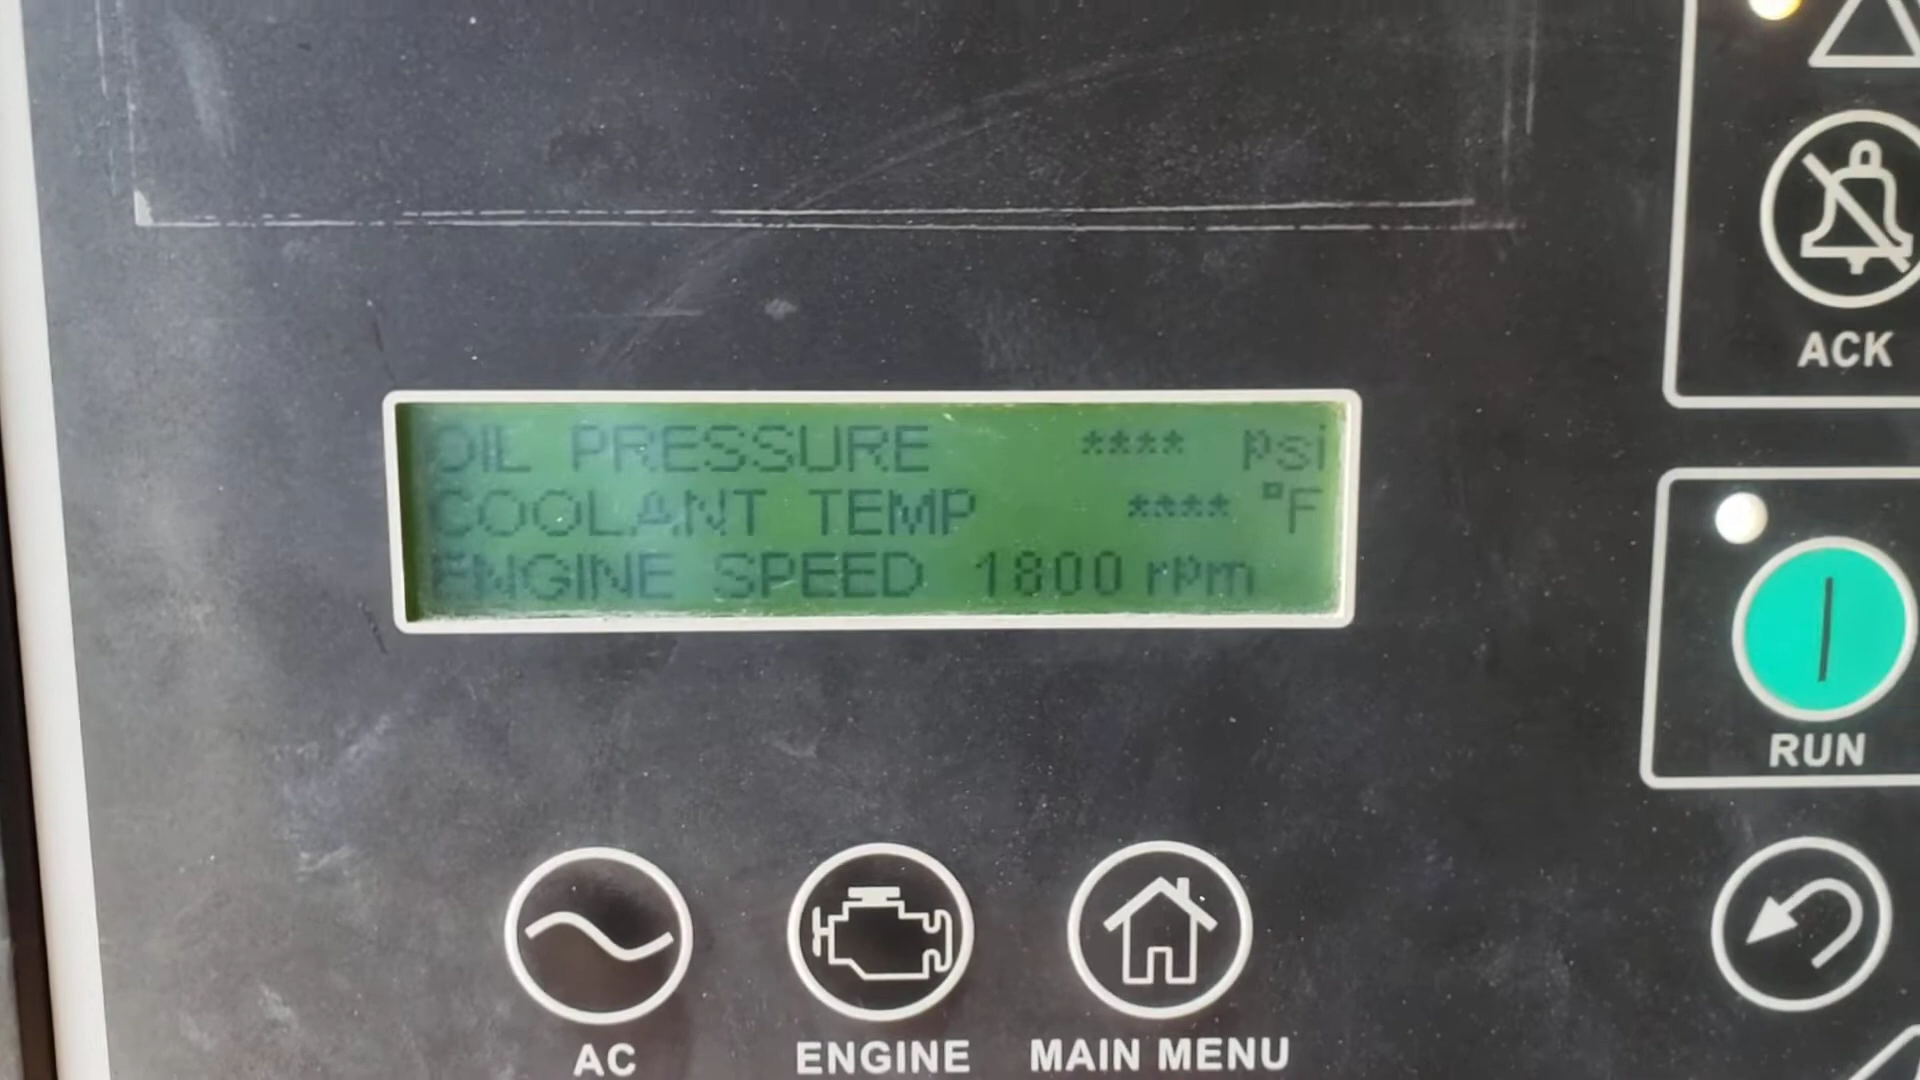 ACK
OIL PRESSURE **** psi
COOLANT TEMP **** °F
ENGINE SPEED 1800 rpm
RUN
AC
ENGINE
MAIN MENU